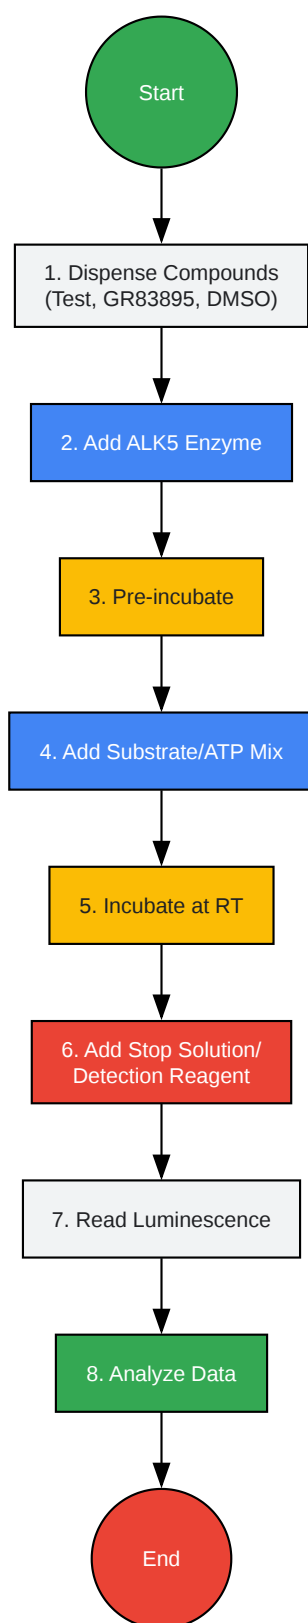 Start
1. Dispense Compounds
(Test, GR83895, DMSO)
2. Add ALK5 Enzyme
3. Pre-incubate
4. Add Substrate/ATP Mix
5. Incubate at RT
6. Add Stop Solution/
Detection Reagent
7. Read Luminescence
8. Analyze Data
End